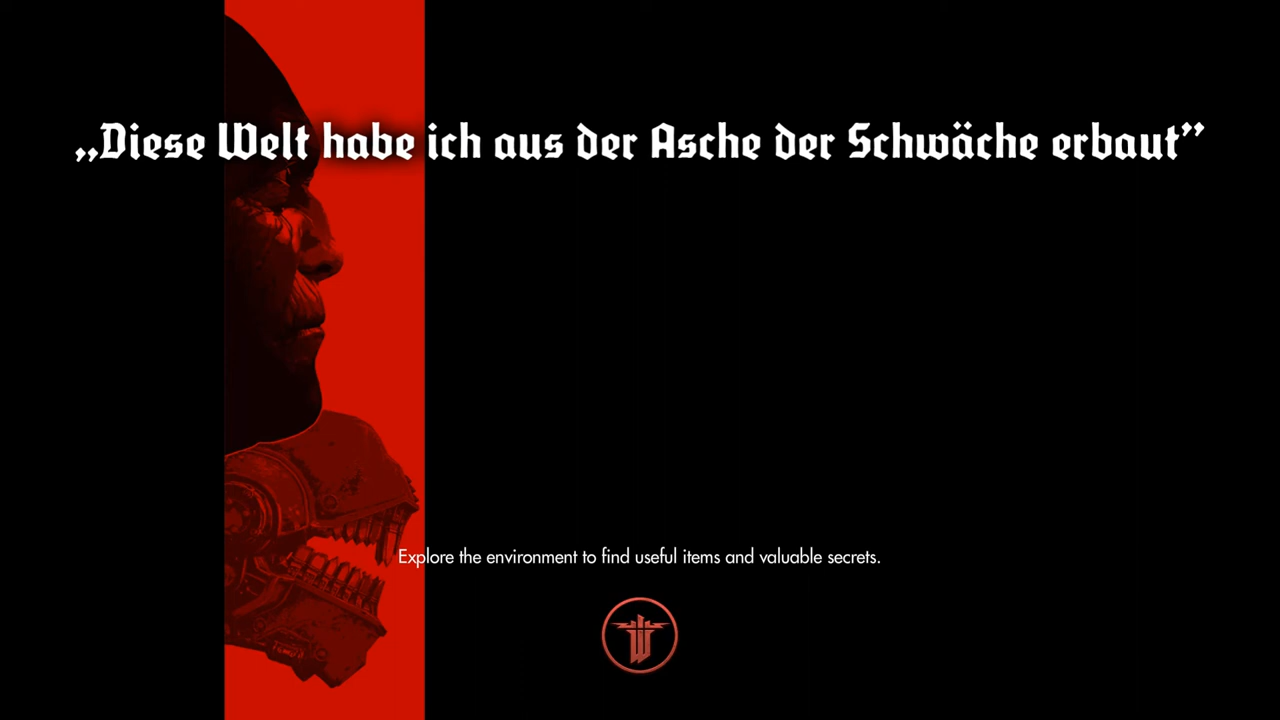 „Diese Welt habe ich aus der Asche der Schwäche erbaut”
Explore the environment to find useful items and valuable secrets.